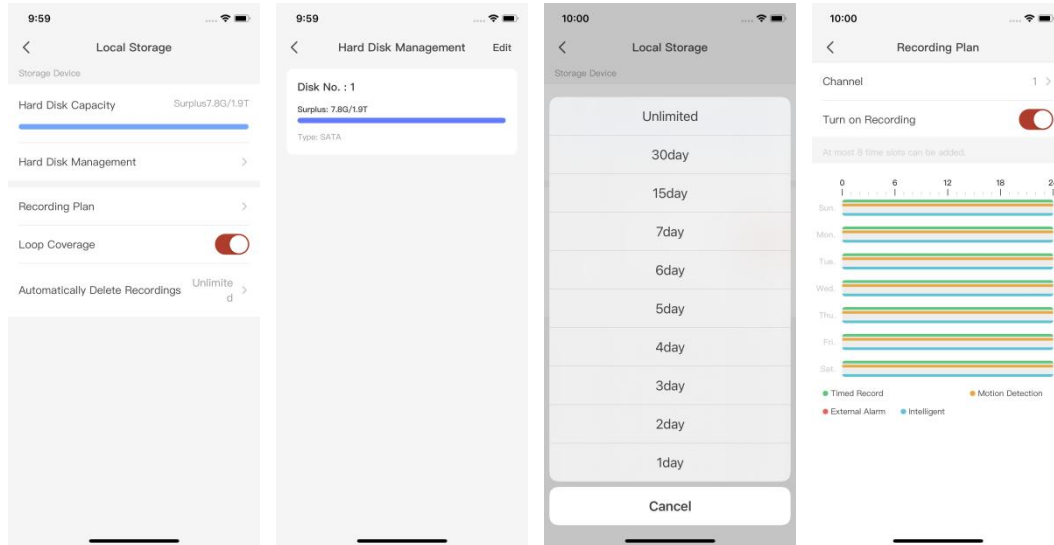 9:59
Local Storage
Storage Device
Hard Disk Capacity Surplus7.8G/1.9T
Hard Disk Management
Recording Plan
Loop Coverage
Automatically Delete Recordings Unlimite
d
9:59
Hard Disk Management Edit
Disk No. : 1
Surplus: 7.8G/1.9T
Type: SATA
10:00
Local Storage
Storage Device
Unlimited
30day
15day
7day
6day
5day
4day
3day
2day
1day
Cancel
10:00
Recording Plan
Channel 1
Turn on Recording
At most 8 time slots can be added.
0 6 12 18 2
Sun.
Mon.
Tue.
Wed.
Thu.
Fri.
Sat.
Timed Record Motion Detection
External Alarm Intelligent